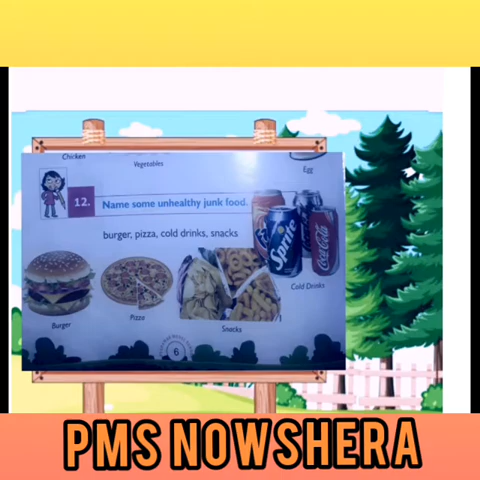 Chicken
Vegetables
Egg
12.
Name some unhealthy junk food.
burger, pizza, cold drinks, snacks
Sprite
Coca-Cola
Cold Drinks
Burger
Pizza
Snacks
6
PMS NOWSHERA